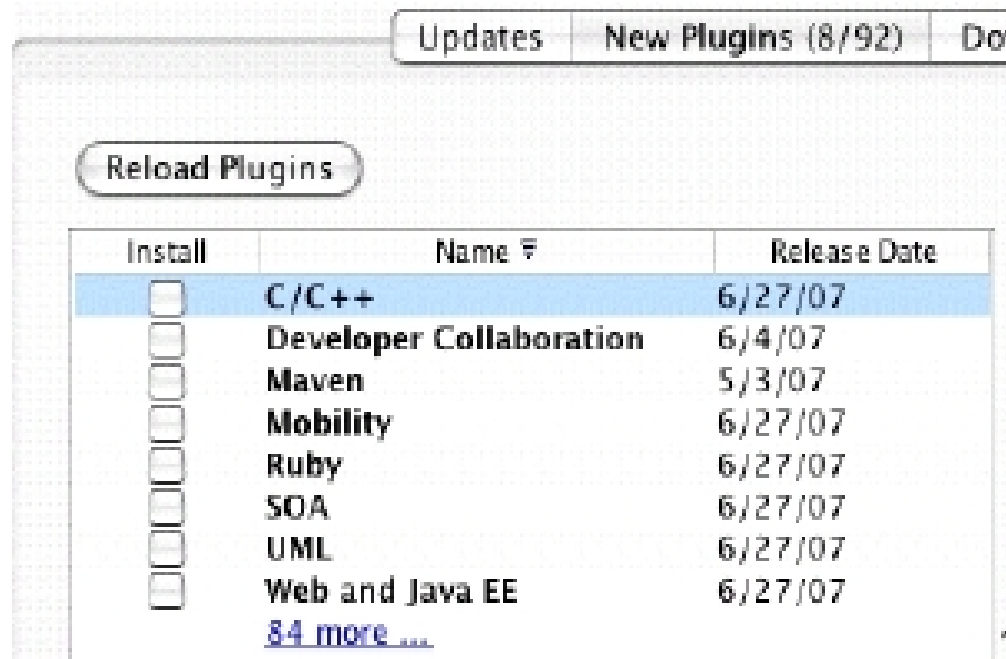 Updates New Plugins (8/92)
Reload Plugins
Install Name Release Date
C/C++ 6/27/07
Developer Collaboration 6/4/07
Maven 5/3/07
Mobility 6/27/07
Ruby 6/27/07
SOA 6/27/07
UML 6/27/07
Web and Java EE 6/27/07
84 more ...